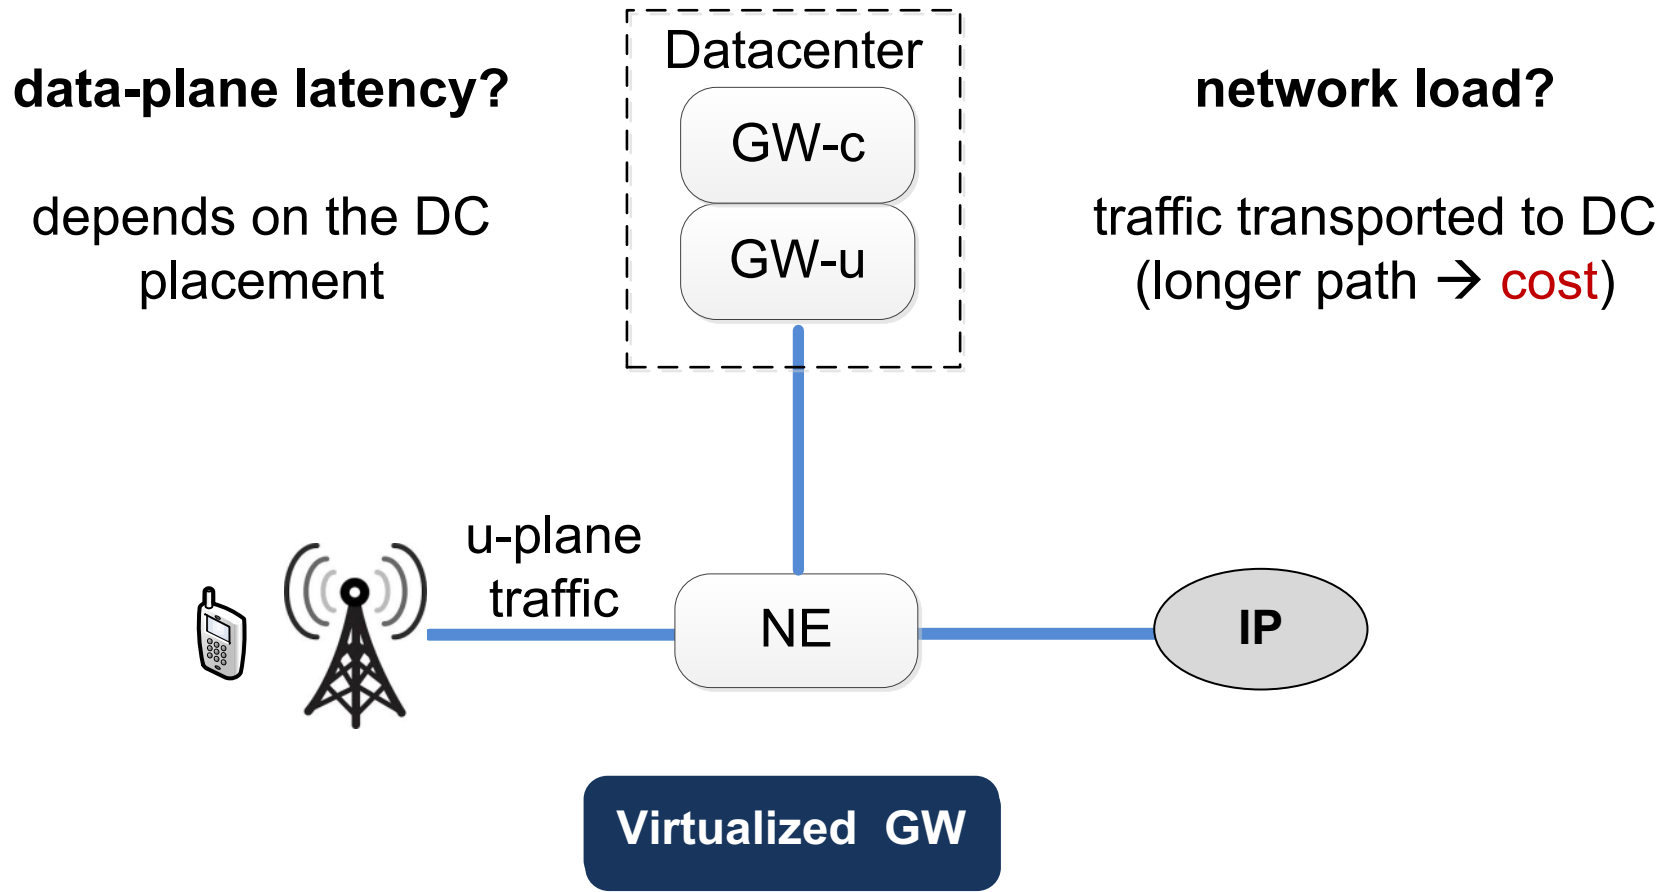 Datacenter
data-plane latency?
network load?
GW-c
depends on the DC
placement
GW-u
traffic transported to DC
(longer path → cost)
u-plane
traffic
NE
IP
Virtualized GW